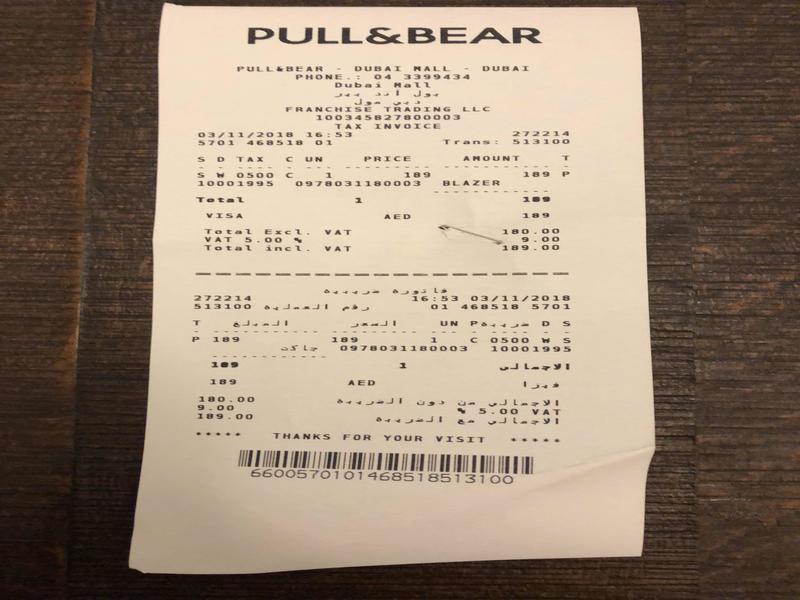 PULL&BEAR
PULL&BEAR - DUBAI MALL - DUBAI
PHONE.: 04 3399434
Dubai Mall
بول اند بير
دبي مول
FRANCHISE TRADING LLC
100345827800003
TAX INVOICE
03/11/2018 16:53 272214
5701 468518 01 Trans: 513100
S D TAX C UN PRICE AMOUNT T
S W 0500 C 1 189 189 P
10001995 0978031180003 BLAZER
Total 1 189
VISA AED 189
Total Excl. VAT 180.00
VAT 5.00 % 9.00
Total incl. VAT 189.00
فاتورة ضريبية
272214 16:53 03/11/2018
513100 رقم العملية 01 468518 5701
T المبلغ السعر UN P ضريبة D S
P 189 189 1 C 0500 W S
جاكت 0978031180003 10001995
189 1 الاجمالى
189 AED فيزا
180.00 الاجمالي من دون الضريبة
9.00 % 5.00 VAT
189.00 الاجمالي مع الضريبة
***** THANKS FOR YOUR VISIT *****
6600570101468518513100